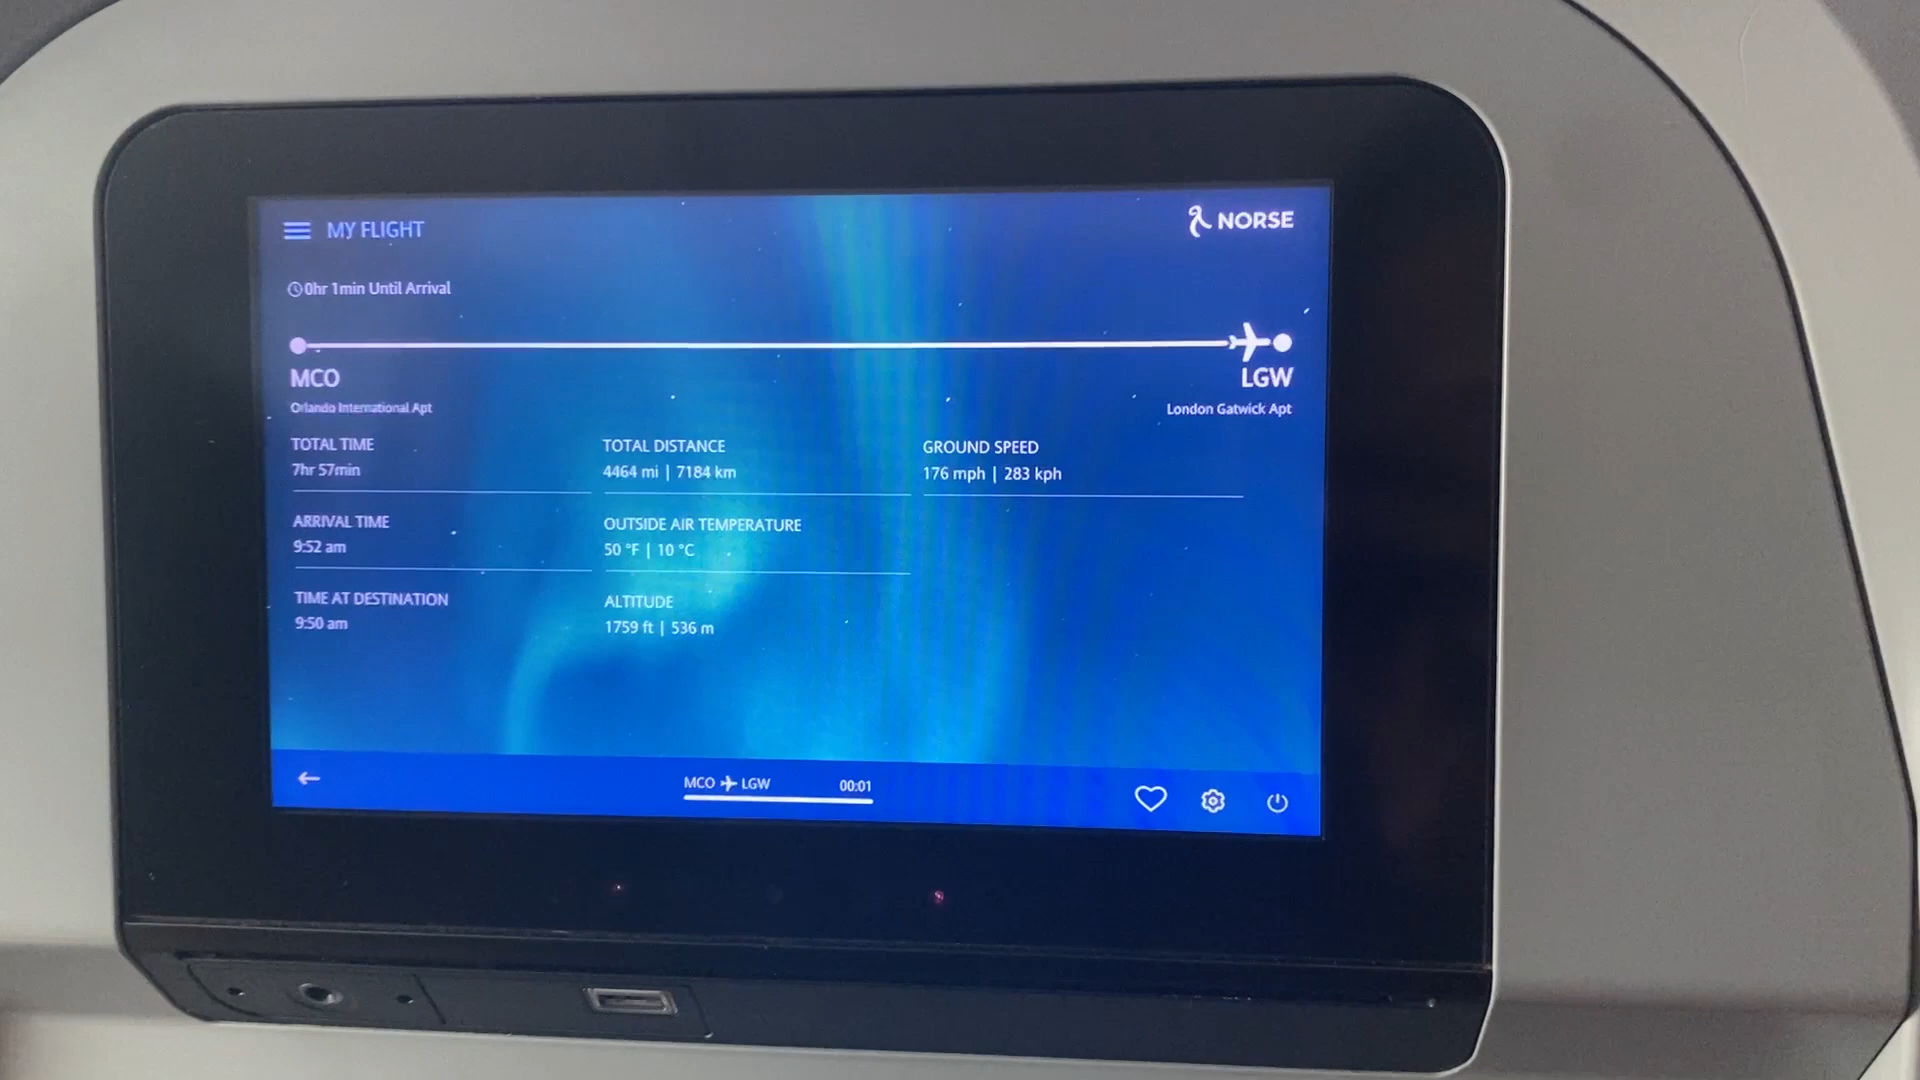 MY FLIGHT
NORSE
0hr 1min Until Arrival
MCO
LGW
Orlando International Apt
London Gatwick Apt
TOTAL TIME
7hr 57min
TOTAL DISTANCE
4464 mi | 7184 km
GROUND SPEED
176 mph | 283 kph
ARRIVAL TIME
9:52 am
OUTSIDE AIR TEMPERATURE
50 °F | 10 °C
TIME AT DESTINATION
9:50 am
ALTITUDE
1759 ft | 536 m
MCO LGW 00:01